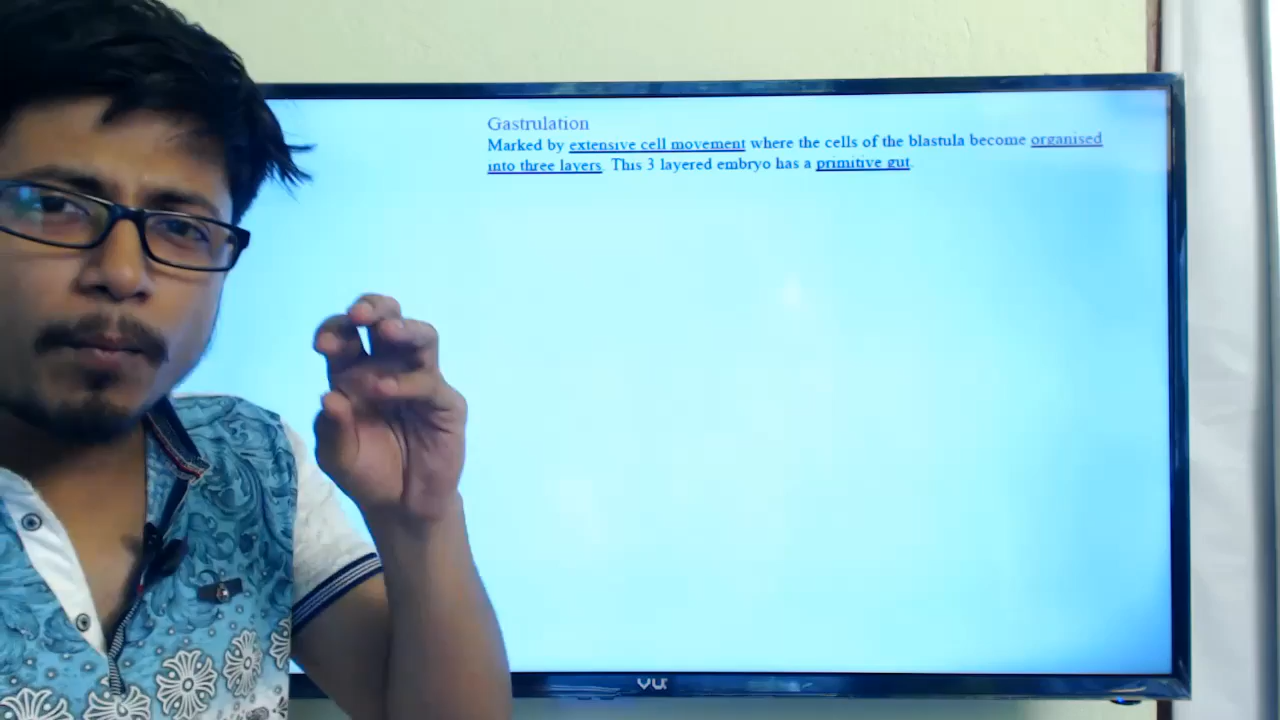 Gastrulation
Marked by extensive cell movement where the cells of the blastula become organised
into three layers. This 3 layered embryo has a primitive gut.
VU